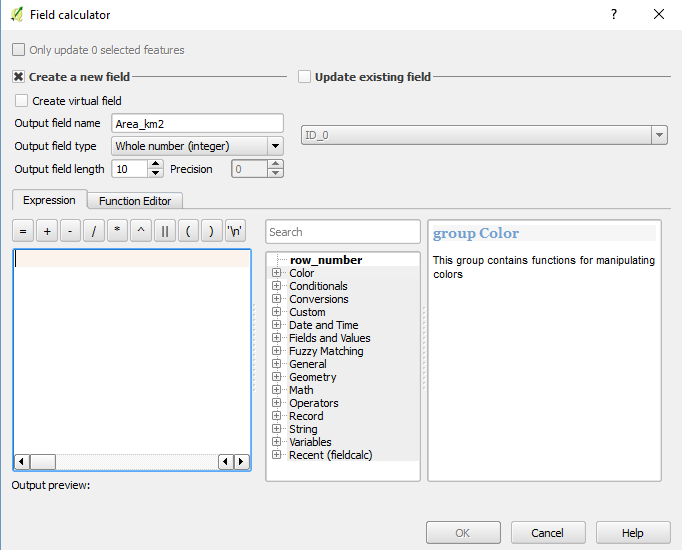 Field calculator
Only update 0 selected features
Create a new field
Update existing field
Create virtual field
Output field name Area_km2
ID_0
Output field type Whole number (integer)
Output field length 10 Precision 0
Expression Function Editor
= + - / * ^ || ( ) '\n'
Search
row_number
Color
Conditionals
Conversions
Custom
Date and Time
Fields and Values
Fuzzy Matching
General
Geometry
Math
Operators
Record
String
Variables
Recent (fieldcalc)
group Color
This group contains functions for manipulating
colors
Output preview:
OK Cancel Help